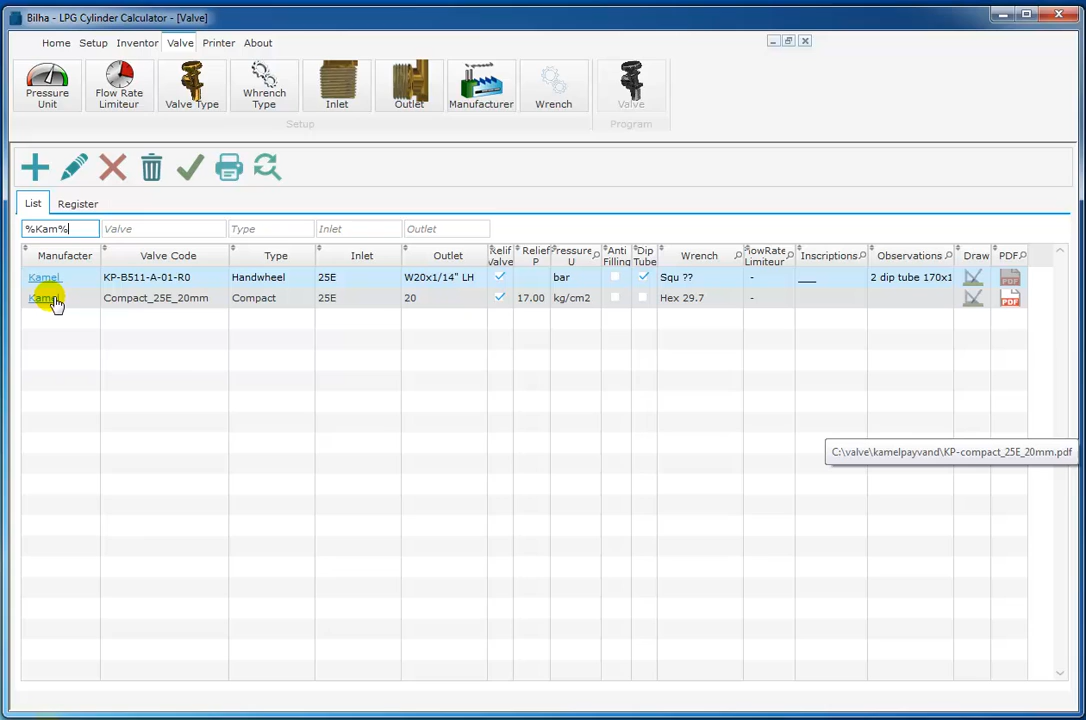 Bilha - LPG Cylinder Calculator - [Valve]
Home Setup Inventor Valve Printer About
Pressure Unit
Flow Rate Limiteur
Valve Type
Whrench Type
Inlet
Outlet
Manufacturer
Wrench
Valve
Setup
Program
List Register
%Kam% Valve Type Inlet Outlet
Manufacter Valve Code Type Inlet Outlet Relif Valve Relief P Pressure U Anti Filling Dip Tube Wrench FlowRate Limiteur Inscriptions Observations Draw PDF
Kamel KP-B511-A-01-R0 Handwheel 25E W20x1/14" LH bar Squ ?? - ___ 2 dip tube 170x1
Kamel Compact_25E_20mm Compact 25E 20 17.00 kg/cm2 Hex 29.7 -
C:\valve\kamelpayvand\KP-compact_25E_20mm.pdf